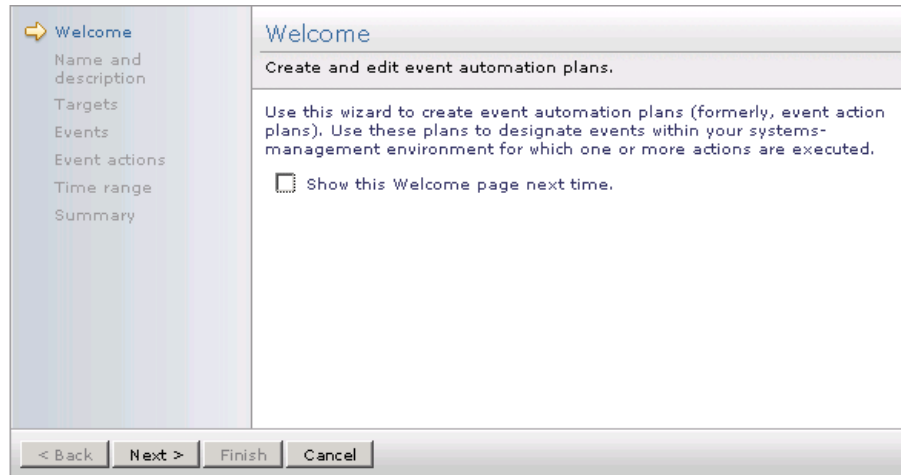 Welcome
Name and
description
Targets
Events
Event actions
Time range
Summary
Welcome
Create and edit event automation plans.
Use this wizard to create event automation plans (formerly, event action
plans). Use these plans to designate events within your systems-
management environment for which one or more actions are executed.
Show this Welcome page next time.
< Back Next > Finish Cancel